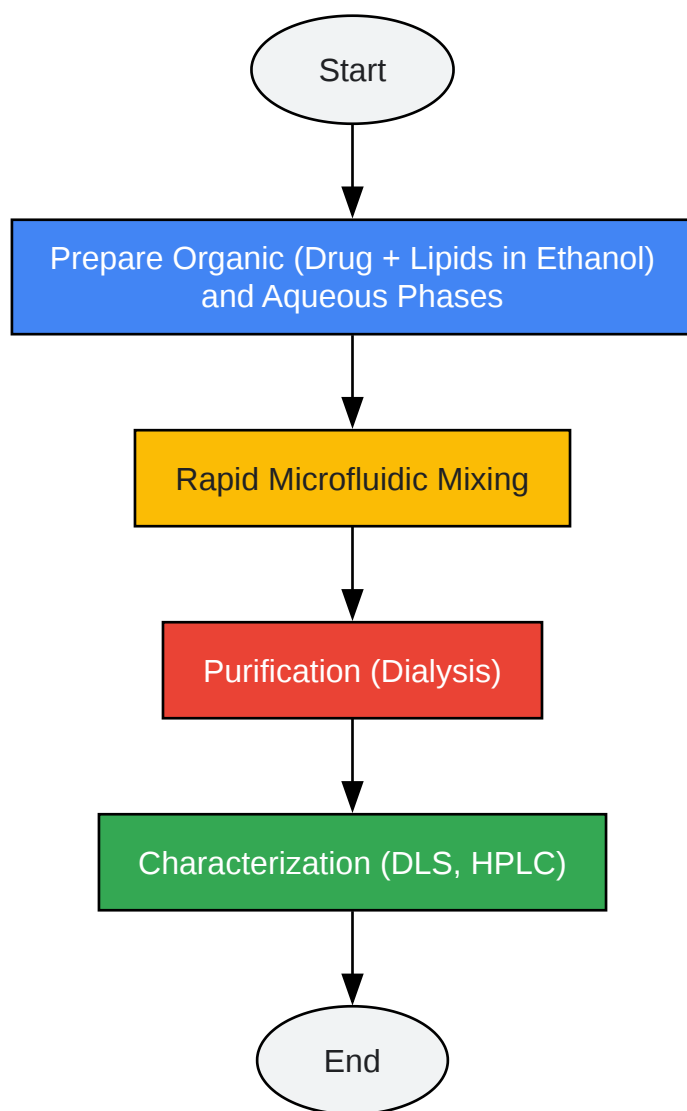 Start
Prepare Organic (Drug + Lipids in Ethanol)
and Aqueous Phases
Rapid Microfluidic Mixing
Purification (Dialysis)
Characterization (DLS, HPLC)
End